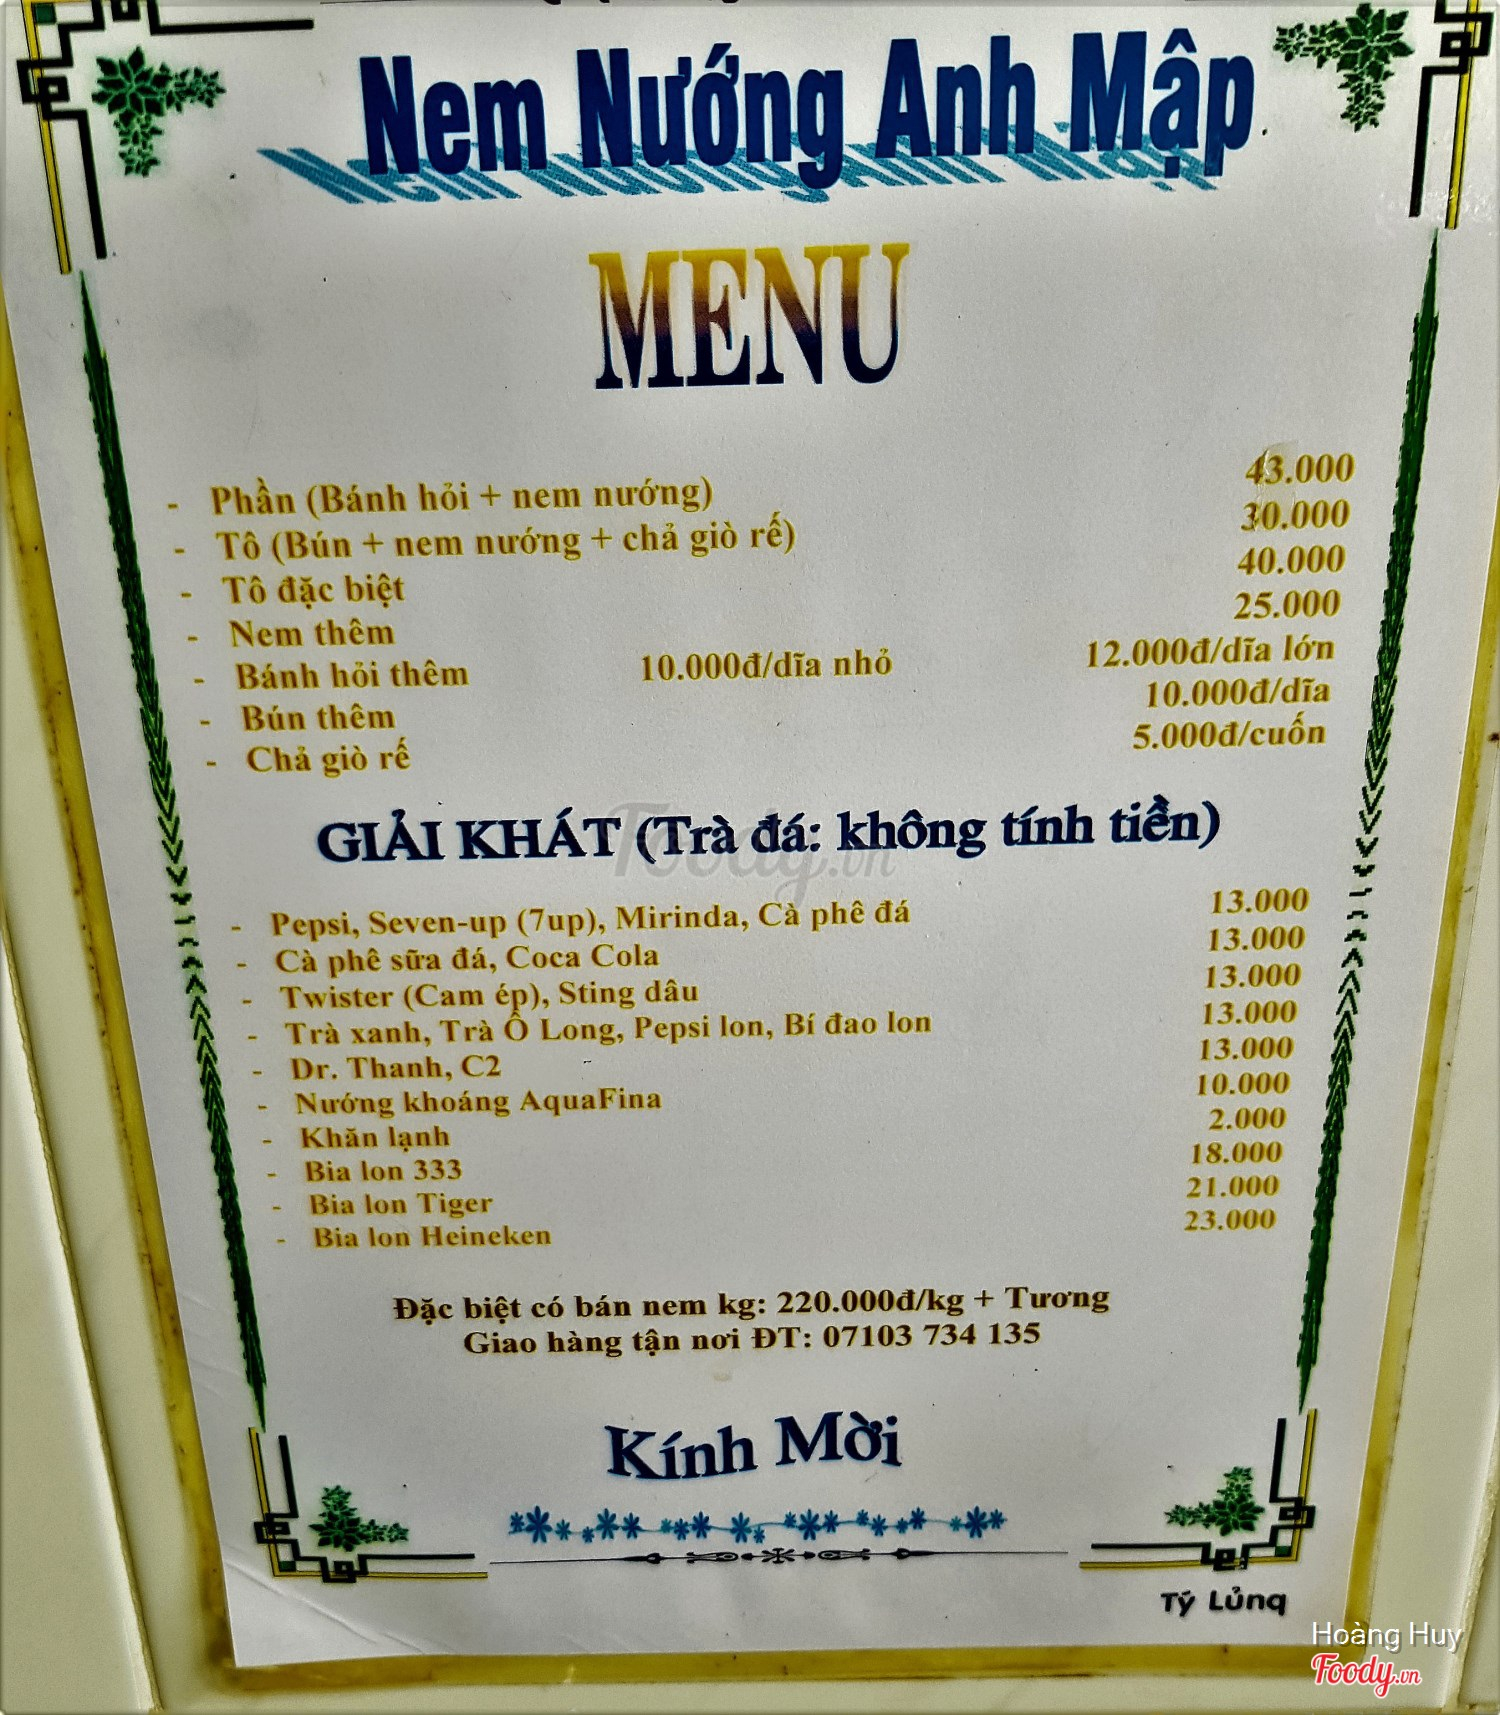 Nem Nướng Anh Mập
MENU
- Phần (Bánh hỏi + nem nướng) 43.000
- Tô (Bún + nem nướng + chả giò rế) 30.000
- Tô đặc biệt 40.000
- Nem thêm 25.000
- Bánh hỏi thêm 10.000đ/dĩa nhỏ 12.000đ/dĩa lớn
- Bún thêm 10.000đ/dĩa
- Chả giò rế 5.000đ/cuốn
GIẢI KHÁT (Trà đá: không tính tiền)
- Pepsi, Seven-up (7up), Mirinda, Cà phê đá 13.000
- Cà phê sữa đá, Coca Cola 13.000
- Twister (Cam ép), Sting dâu 13.000
- Trà xanh, Trà Ô Long, Pepsi lon, Bí đao lon 13.000
- Dr. Thanh, C2 13.000
- Nướng khoáng AquaFina 10.000
- Khăn lạnh 2.000
- Bia lon 333 18.000
- Bia lon Tiger 21.000
- Bia lon Heineken 23.000
Đặc biệt có bán nem kg: 220.000đ/kg + Tương
Giao hàng tận nơi ĐT: 07103 734 135
Kính Mời
Tý Lủnq
Hoàng Huy
Foody.vn
Foody.vn